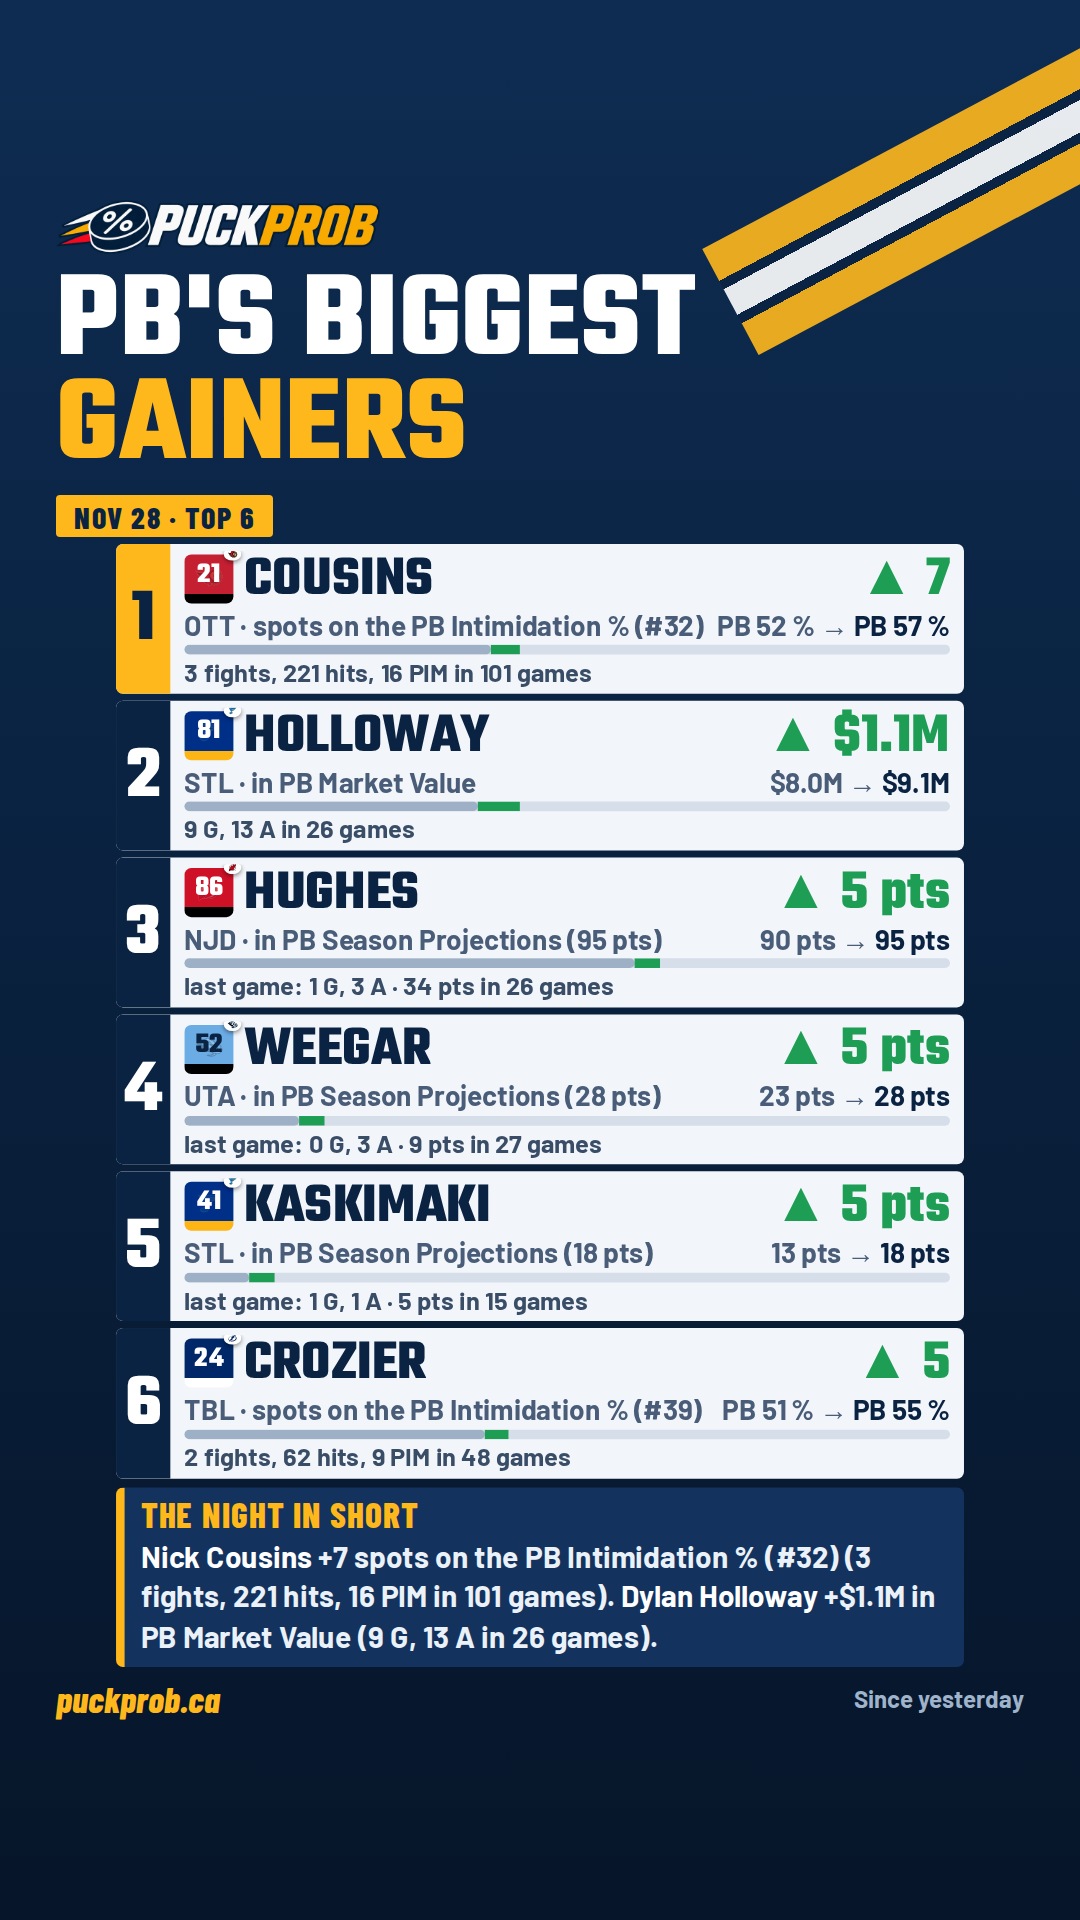 % PUCKPROB
PB'S BIGGEST
GAINERS
NOV 28 · TOP 6
1
21 COUSINS ▲ 7
OTT · spots on the PB Intimidation % (#32) PB 52 % → PB 57 %
3 fights, 221 hits, 16 PIM in 101 games
2
81 HOLLOWAY ▲ $1.1M
STL · in PB Market Value $8.0M → $9.1M
9 G, 13 A in 26 games
3
86 HUGHES ▲ 5 pts
NJD · in PB Season Projections (95 pts) 90 pts → 95 pts
last game: 1 G, 3 A · 34 pts in 26 games
4
52 WEEGAR ▲ 5 pts
UTA · in PB Season Projections (28 pts) 23 pts → 28 pts
last game: 0 G, 3 A · 9 pts in 27 games
5
41 KASKIMAKI ▲ 5 pts
STL · in PB Season Projections (18 pts) 13 pts → 18 pts
last game: 1 G, 1 A · 5 pts in 15 games
6
24 CROZIER ▲ 5
TBL · spots on the PB Intimidation % (#39) PB 51 % → PB 55 %
2 fights, 62 hits, 9 PIM in 48 games
THE NIGHT IN SHORT
Nick Cousins +7 spots on the PB Intimidation % (#32) (3
fights, 221 hits, 16 PIM in 101 games). Dylan Holloway +$1.1M in
PB Market Value (9 G, 13 A in 26 games).
puckprob.ca
Since yesterday